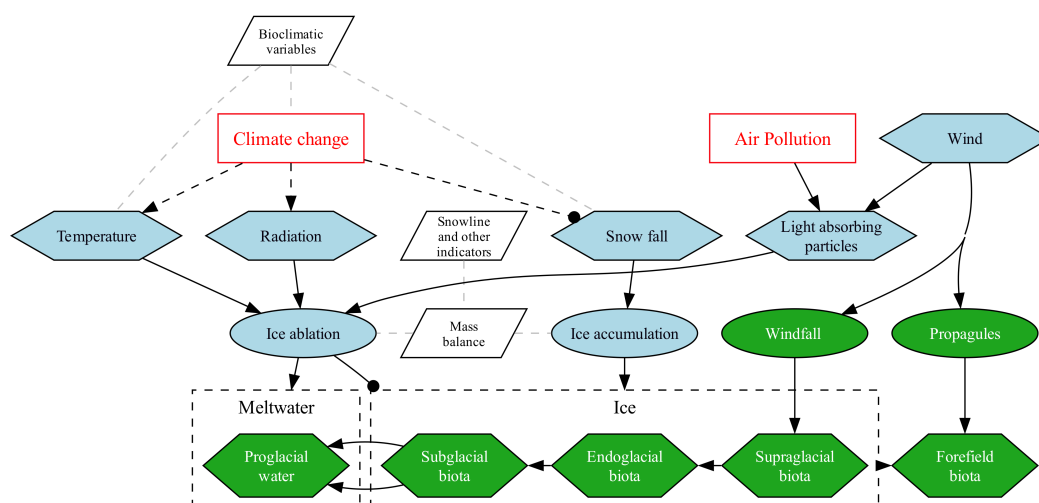 Bioclimatic
variables
Climate change
Air Pollution
Wind
Temperature
Radiation
Snowline
and other
indicators
Snow fall
Light absorbing
particles
Ice ablation
Mass
balance
Ice accumulation
Windfall
Propagules
Meltwater
Ice
Proglacial
water
Subglacial
biota
Endoglacial
biota
Supraglacial
biota
Forefield
biota